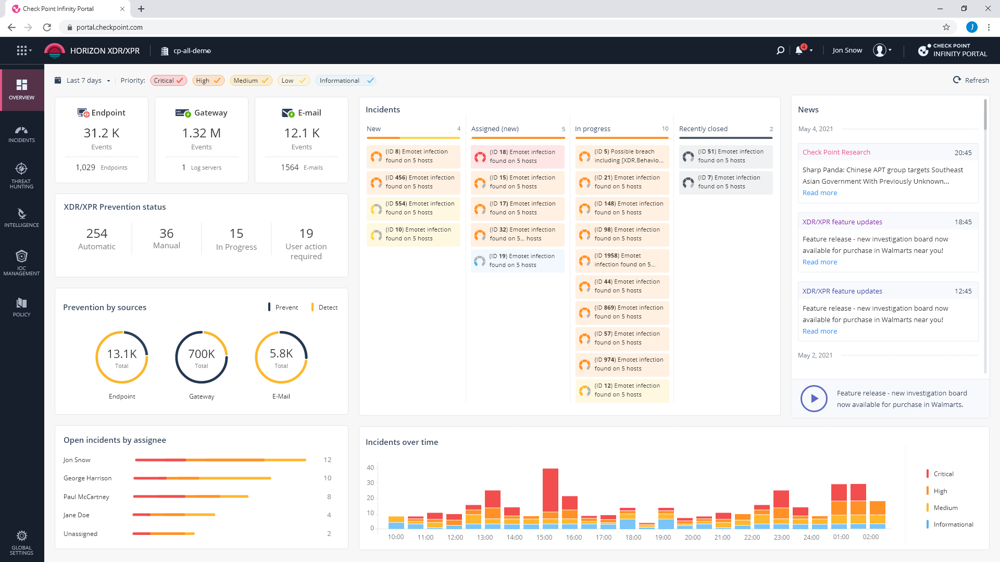 Check Point Infinity Portal
portal.checkpoint.com
J
HORIZON XDR/XPR
cp-all-demo
4
Jon Snow
CHECK POINT
INFINITY PORTAL
OVERVIEW
INCIDENTS
THREAT
HUNTING
INTELLIGENCE
IOC
MANAGEMENT
POLICY
GLOBAL
SETTINGS
Last 7 days
Priority:
Critical
High
Medium
Low
Informational
Refresh
Endpoint
31.2 K
Events
1,029 Endpoints
Gateway
1.32 M
Events
1 Log servers
E-mail
12.1 K
Events
1564 E-mails
XDR/XPR Prevention status
254
Automatic
36
Manual
15
In Progress
19
User action
required
Prevention by sources
Prevent
Detect
13.1K
Total
Endpoint
700K
Total
Gateway
5.8K
Total
E-Mail
Open incidents by assignee
Jon Snow 12
George Harrison 10
Paul McCartney 8
Jane Doe 4
Unassigned 2
Incidents
New 4
(ID 8) Emotet infection
found on 5 hosts
(ID 456) Emotet infection
found on 5 hosts
(ID 554) Emotet infection
found on 5 hosts
(ID 10) Emotet infection
found on 5 hosts
Assigned (new) 5
(ID 18) Emotet infection
found on 5 hosts
(ID 15) Emotet infection
found on 5 hosts
(ID 17) Emotet infection
found on 5 hosts
(ID 32) Emotet infection
found on 5... hosts
(ID 19) Emotet infection
found on 5 hosts
In progress 10
(ID 5) Possible breach
including [XDR.Behavio...
(ID 21) Emotet infection
found on 5 hosts
(ID 148) Emotet infection
found on 5 hosts
(ID 98) Emotet infection
found on 5 hosts
(ID 1958) Emotet
infection found on 5...
(ID 44) Emotet infection
found on 5 hosts
(ID 869) Emotet infection
found on 5 hosts
(ID 57) Emotet infection
found on 5 hosts
(ID 974) Emotet infection
found on 5 hosts
(ID 12) Emotet infection
found on 5 hosts
Recently closed 2
(ID 51) Emotet infection
found on 5 hosts
(ID 7) Emotet infection
found on 5 hosts
News
May 4, 2021
Check Point Research 20:45
Sharp Panda: Chinese APT group targets Southeast
Asian Government With Previously Unknown...
Read more
XDR/XPR feature updates 18:45
Feature release - new investigation board now
available for purchase in Walmarts near you!
Read more
XDR/XPR feature updates 12:45
Feature release - new investigation board now
available for purchase in Walmarts near you!
Read more
May 2, 2021
Feature release - new investigation board
now available for purchase in Walmarts.
Incidents over time
40
30
20
10
0
10:00 11:00 12:00 13:00 14:00 15:00 16:00 17:00 18:00 19:00 20:00 21:00 22:00 23:00 24:00 01:00 02:00
Critical
High
Medium
Informational